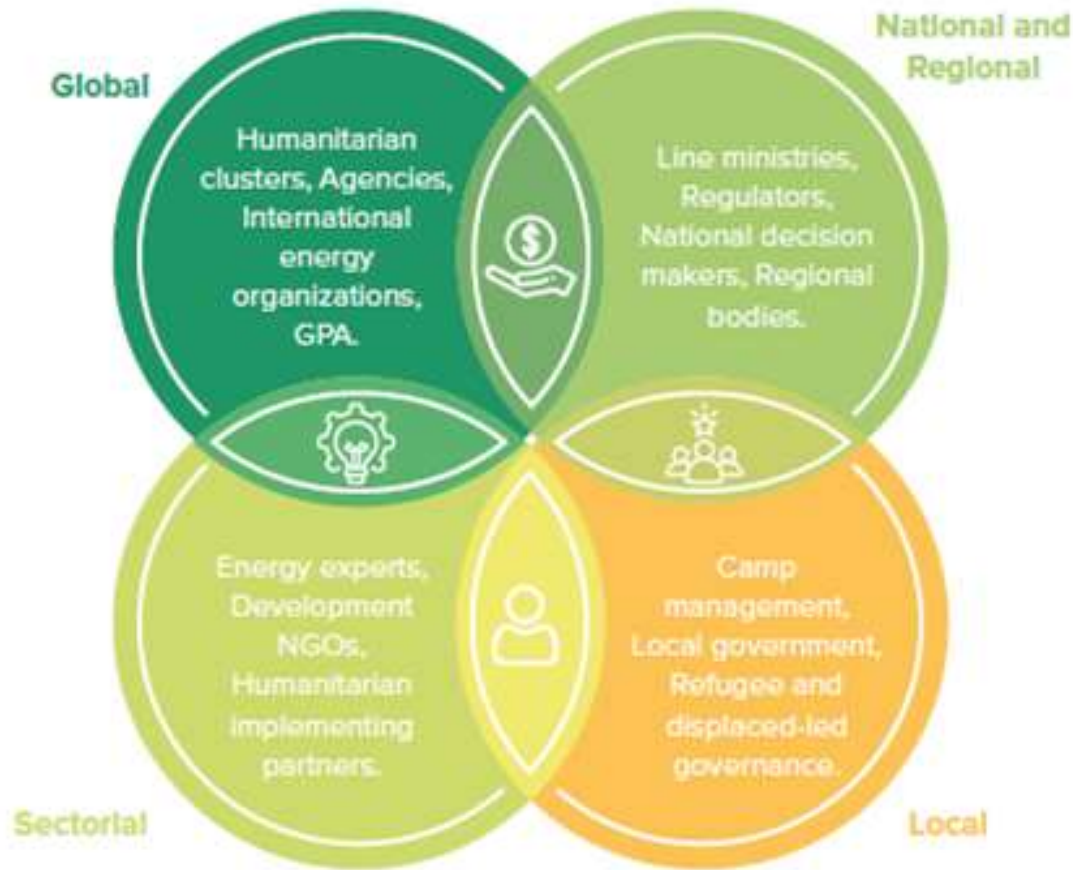 Global
Humanitarian
clusters, Agencies,
International
energy
organizations,
GPA.
National and
Regional
Line ministries,
Regulators,
National decision
makers, Regional
bodies.
$
Energy experts,
Development
NGOs,
Humanitarian
implementing
partners.
Sectorial
Camp
management,
Local government,
Refugee and
displaced-led
governance.
Local